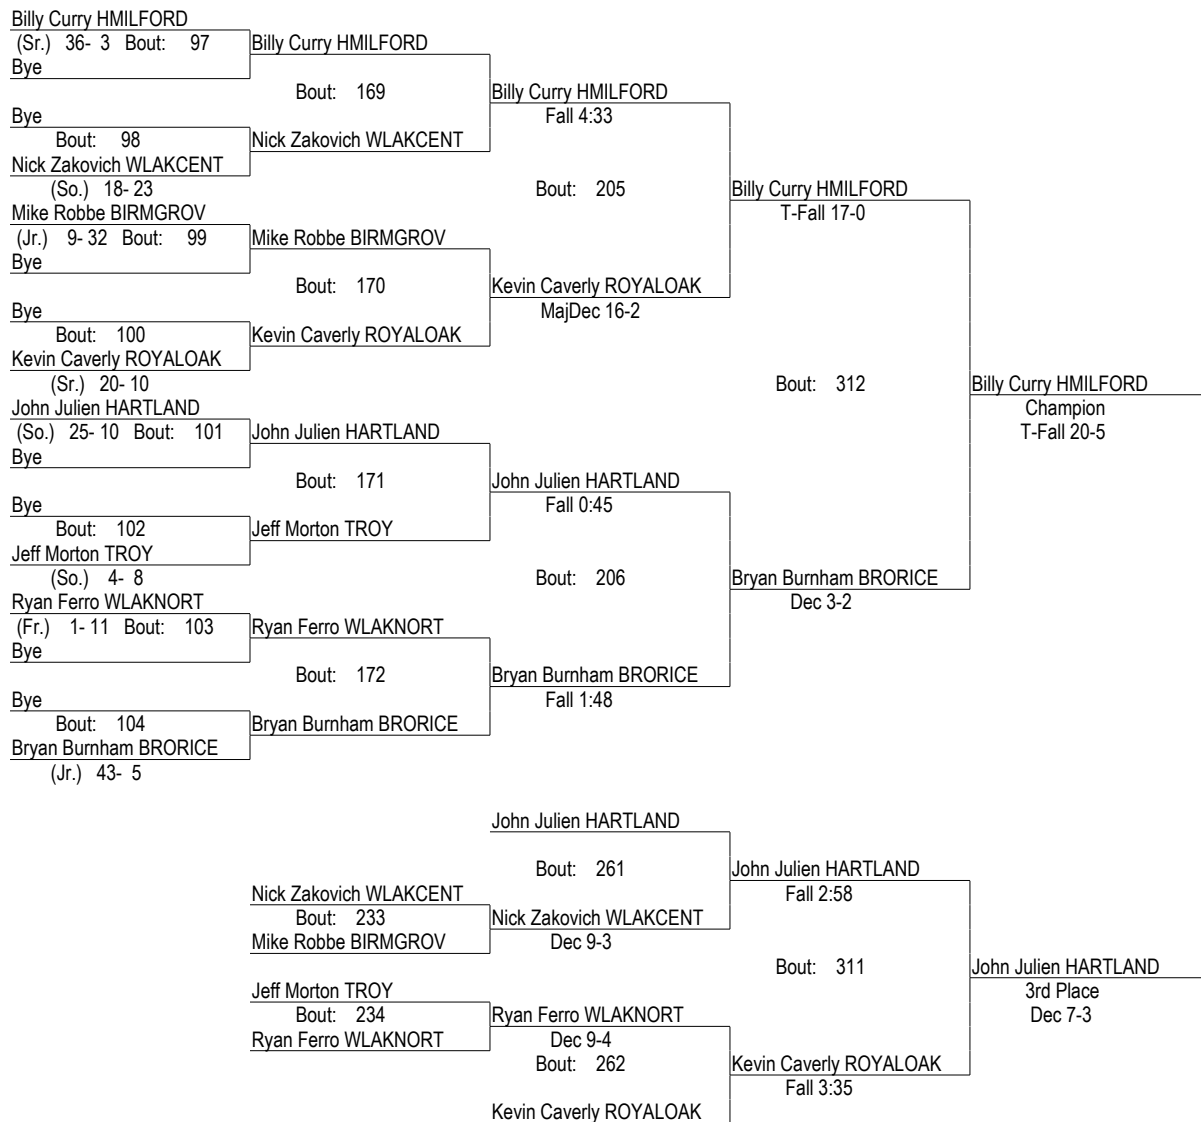 Billy Curry HMILFORD
(Sr.) 36- 3 Bout: 97
Billy Curry HMILFORD
Bye
Bout: 169
Billy Curry HMILFORD
Bye
Fall 4:33
Bout: 98
Nick Zakovich WLAKCENT
Nick Zakovich WLAKCENT
(So.) 18- 23
Bout: 205
Billy Curry HMILFORD
Mike Robbe BIRMGROV
T-Fall 17-0
(Jr.) 9- 32 Bout: 99
Mike Robbe BIRMGROV
Bye
Bout: 170
Kevin Caverly ROYALOAK
Bye
MajDec 16-2
Bout: 100
Kevin Caverly ROYALOAK
Kevin Caverly ROYALOAK
(Sr.) 20- 10
Bout: 312
Billy Curry HMILFORD
John Julien HARTLAND
Champion
(So.) 25- 10 Bout: 101
John Julien HARTLAND
T-Fall 20-5
Bye
Bout: 171
John Julien HARTLAND
Bye
Fall 0:45
Bout: 102
Jeff Morton TROY
Jeff Morton TROY
(So.) 4- 8
Bout: 206
Bryan Burnham BRORICE
Ryan Ferro WLAKNORT
Dec 3-2
(Fr.) 1- 11 Bout: 103
Ryan Ferro WLAKNORT
Bye
Bout: 172
Bryan Burnham BRORICE
Bye
Fall 1:48
Bout: 104
Bryan Burnham BRORICE
Bryan Burnham BRORICE
(Jr.) 43- 5
John Julien HARTLAND
Bout: 261
John Julien HARTLAND
Nick Zakovich WLAKCENT
Fall 2:58
Bout: 233
Nick Zakovich WLAKCENT
Mike Robbe BIRMGROV
Dec 9-3
Bout: 311
John Julien HARTLAND
Jeff Morton TROY
3rd Place
Bout: 234
Ryan Ferro WLAKNORT
Dec 7-3
Ryan Ferro WLAKNORT
Dec 9-4
Bout: 262
Kevin Caverly ROYALOAK
Fall 3:35
Kevin Caverly ROYALOAK